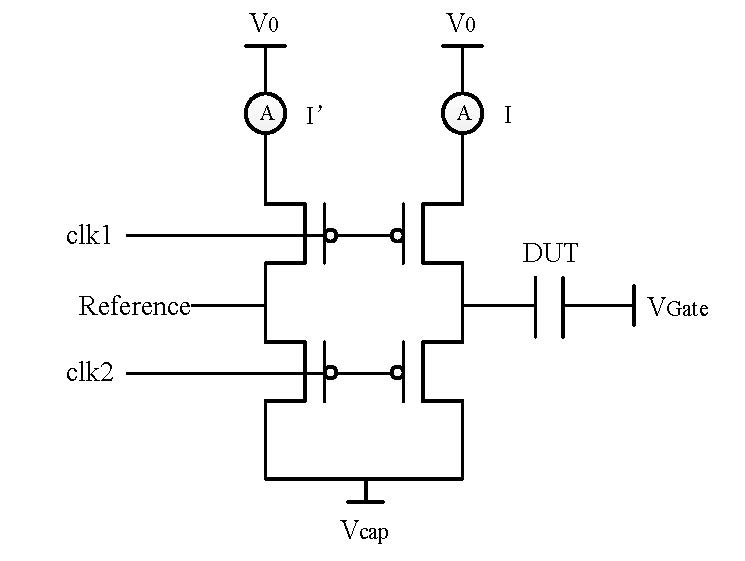 V0 V0
A I’ A I
clk1
DUT
Reference
VGate
clk2
Vcap